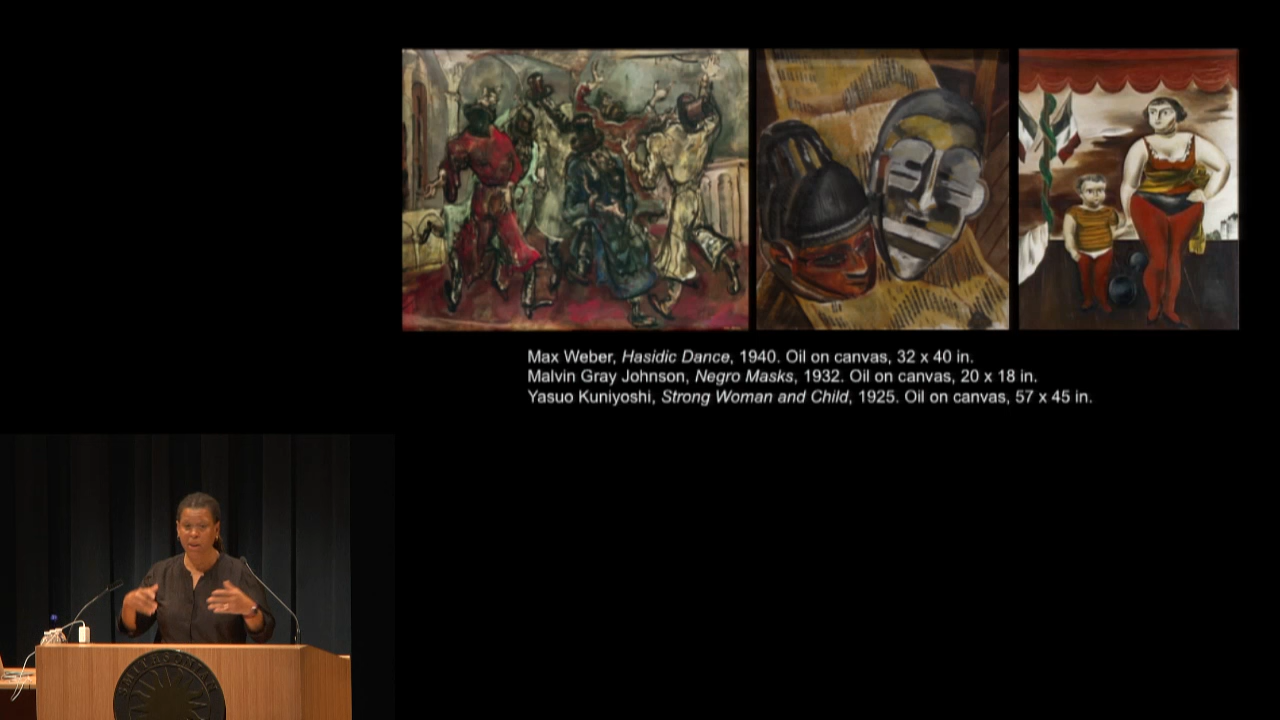 Max Weber, Hasidic Dance, 1940. Oil on canvas, 32 x 40 in.
Malvin Gray Johnson, Negro Masks, 1932. Oil on canvas, 20 x 18 in.
Yasuo Kuniyoshi, Strong Woman and Child, 1925. Oil on canvas, 57 x 45 in.